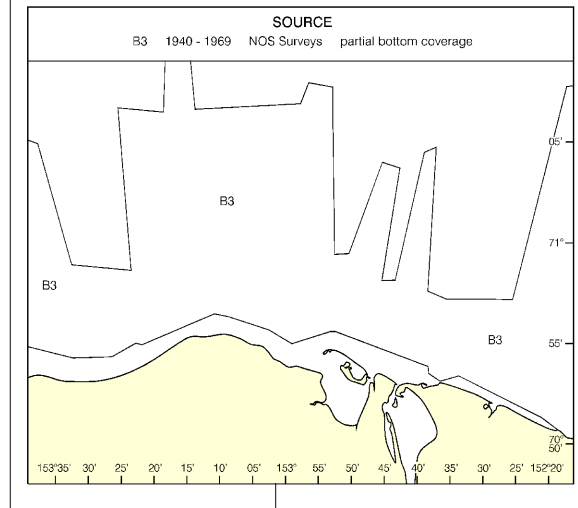 SOURCE
B3 1940 - 1969 NOS Surveys partial bottom coverage
05'
B3
71°
B3
B3
55'
70°
50'
153°35' 30' 25' 20' 15' 10' 05' 153° 55' 50' 45' 40' 35' 30' 25' 152°20'